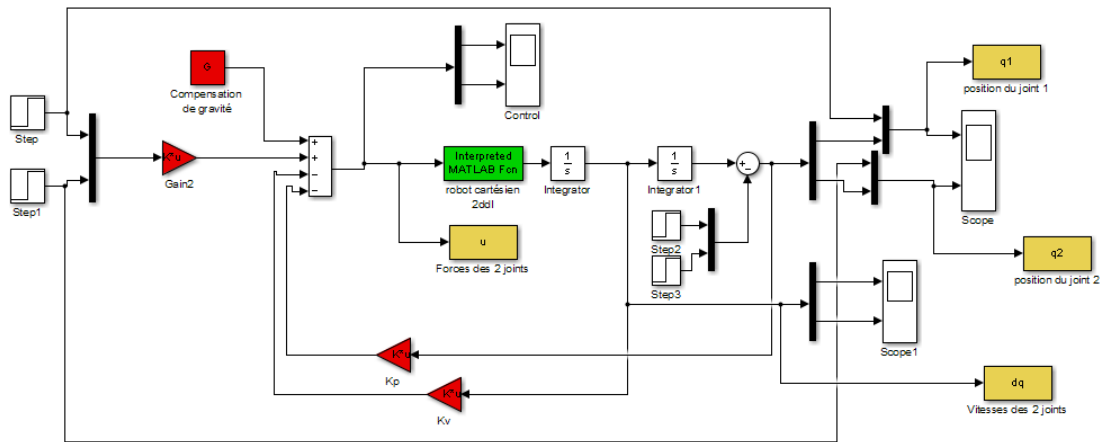 G
Compensation
de gravité
Step
Step1
K*u
Gain2
+
+
−
−
Control
Interpreted
MATLAB Fcn
robot cartésien
2ddl
1
s
Integrator
1
s
Integrator1
+
−
u
Forces des 2 joints
Step2
Step3
q1
position du joint 1
Scope
q2
position du joint 2
Scope1
dq
Vitesses des 2 joints
K*u
Kp
K*u
Kv